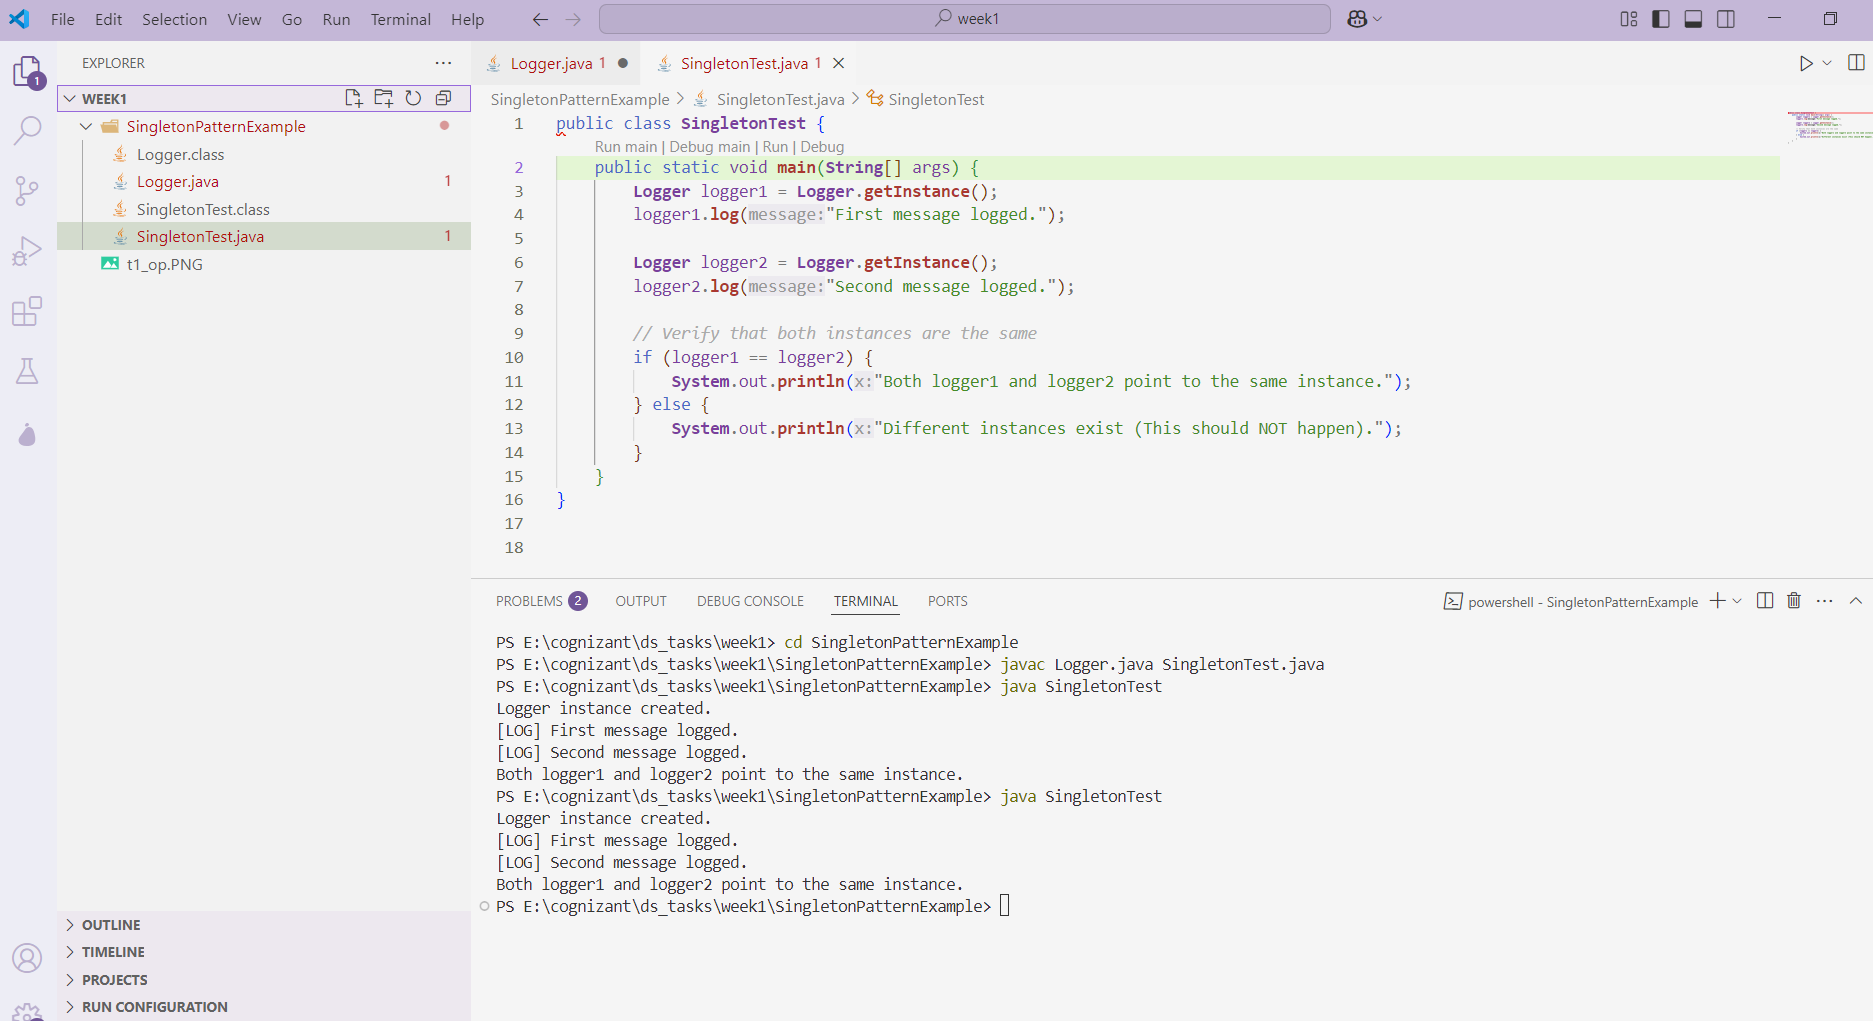 File Edit Selection View Go Run Terminal Help
week1
EXPLORER
WEEK1
SingletonPatternExample
Logger.class
Logger.java 1
SingletonTest.class
SingletonTest.java 1
t1_op.PNG
OUTLINE
TIMELINE
PROJECTS
RUN CONFIGURATION
1
Logger.java 1
SingletonTest.java 1
SingletonPatternExample > SingletonTest.java > SingletonTest
1 public class SingletonTest {
Run main | Debug main | Run | Debug
2 public static void main(String[] args) {
3 Logger logger1 = Logger.getInstance();
4 logger1.log(message:"First message logged.");
5
6 Logger logger2 = Logger.getInstance();
7 logger2.log(message:"Second message logged.");
8
9 // Verify that both instances are the same
10 if (logger1 == logger2) {
11 System.out.println(x:"Both logger1 and logger2 point to the same instance.");
12 } else {
13 System.out.println(x:"Different instances exist (This should NOT happen).");
14 }
15 }
16 }
17
18
PROBLEMS 2 OUTPUT DEBUG CONSOLE TERMINAL PORTS
powershell - SingletonPatternExample
PS E:\cognizant\ds_tasks\week1> cd SingletonPatternExample
PS E:\cognizant\ds_tasks\week1\SingletonPatternExample> javac Logger.java SingletonTest.java
PS E:\cognizant\ds_tasks\week1\SingletonPatternExample> java SingletonTest
Logger instance created.
[LOG] First message logged.
[LOG] Second message logged.
Both logger1 and logger2 point to the same instance.
PS E:\cognizant\ds_tasks\week1\SingletonPatternExample> java SingletonTest
Logger instance created.
[LOG] First message logged.
[LOG] Second message logged.
Both logger1 and logger2 point to the same instance.
PS E:\cognizant\ds_tasks\week1\SingletonPatternExample>